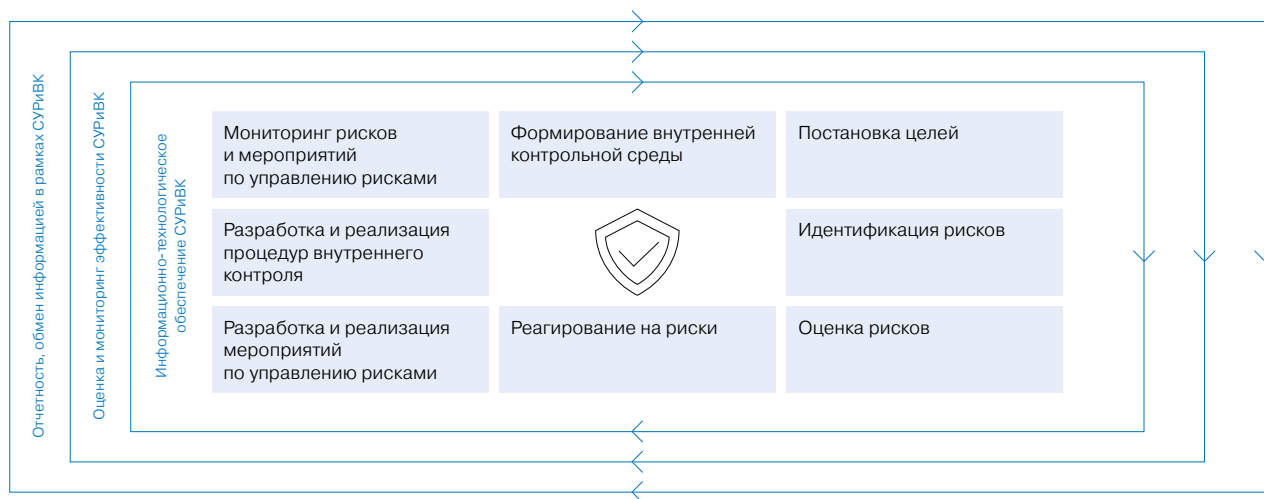 Отчетность, обмен информацией в рамках СУРиВК
Оценка и мониторинг эффективности СУРиВК
Информационно-технологическое
обеспечение СУРиВК
Мониторинг рисков
и мероприятий
по управлению рисками
Формирование внутренней
контрольной среды
Постановка целей
Разработка и реализация
процедур внутреннего
контроля
Идентификация рисков
Разработка и реализация
мероприятий
по управлению рисками
Реагирование на риски
Оценка рисков